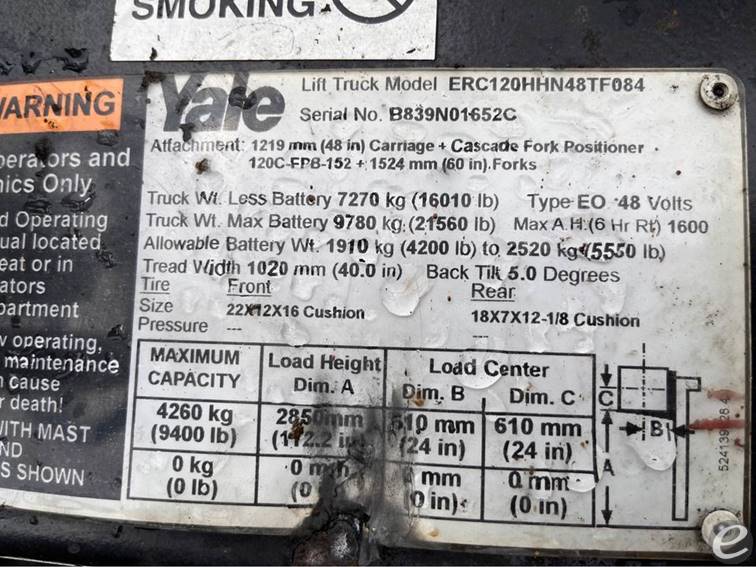 SMOKING
WARNING
perators and
nics Only
d Operating
ual located
eat or in
ators
partment
w operating,
maintenance
n cause
r death!
WITH MAST
ND
S SHOWN
Yale
Lift Truck Model ERC120HHN48TF084
Serial No. B839N01652C
Attachment: 1219 mm (48 in) Carriage + Cascade Fork Positioner
120C-FPB-152 + 1524 mm (60 in).Forks
Truck Wt. Less Battery 7270 kg (16010 lb) Type EO 48 Volts
Truck Wt. Max Battery 9780 kg (21560 lb) Max A.H.(6 Hr Rt) 1600
Allowable Battery Wt. 1910 kg (4200 lb) to 2520 kg (5550 lb)
Tread Width 1020 mm (40.0 in) Back Tilt 5.0 Degrees
Tire Front Rear
Size 22X12X16 Cushion 18X7X12-1/8 Cushion
Pressure --- ---
MAXIMUM CAPACITY
Load Height Dim. A
Load Center
Dim. B Dim. C
4260 kg 2850mm 610 mm 610 mm
(9400 lb) (112.2 in) (24 in) (24 in)
0 kg 0 mm 0 mm 0 mm
(0 lb) (0 in) (0 in)
C
B
A